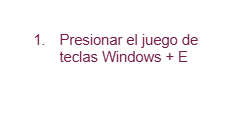 1. Presionar el juego de
teclas Windows + E